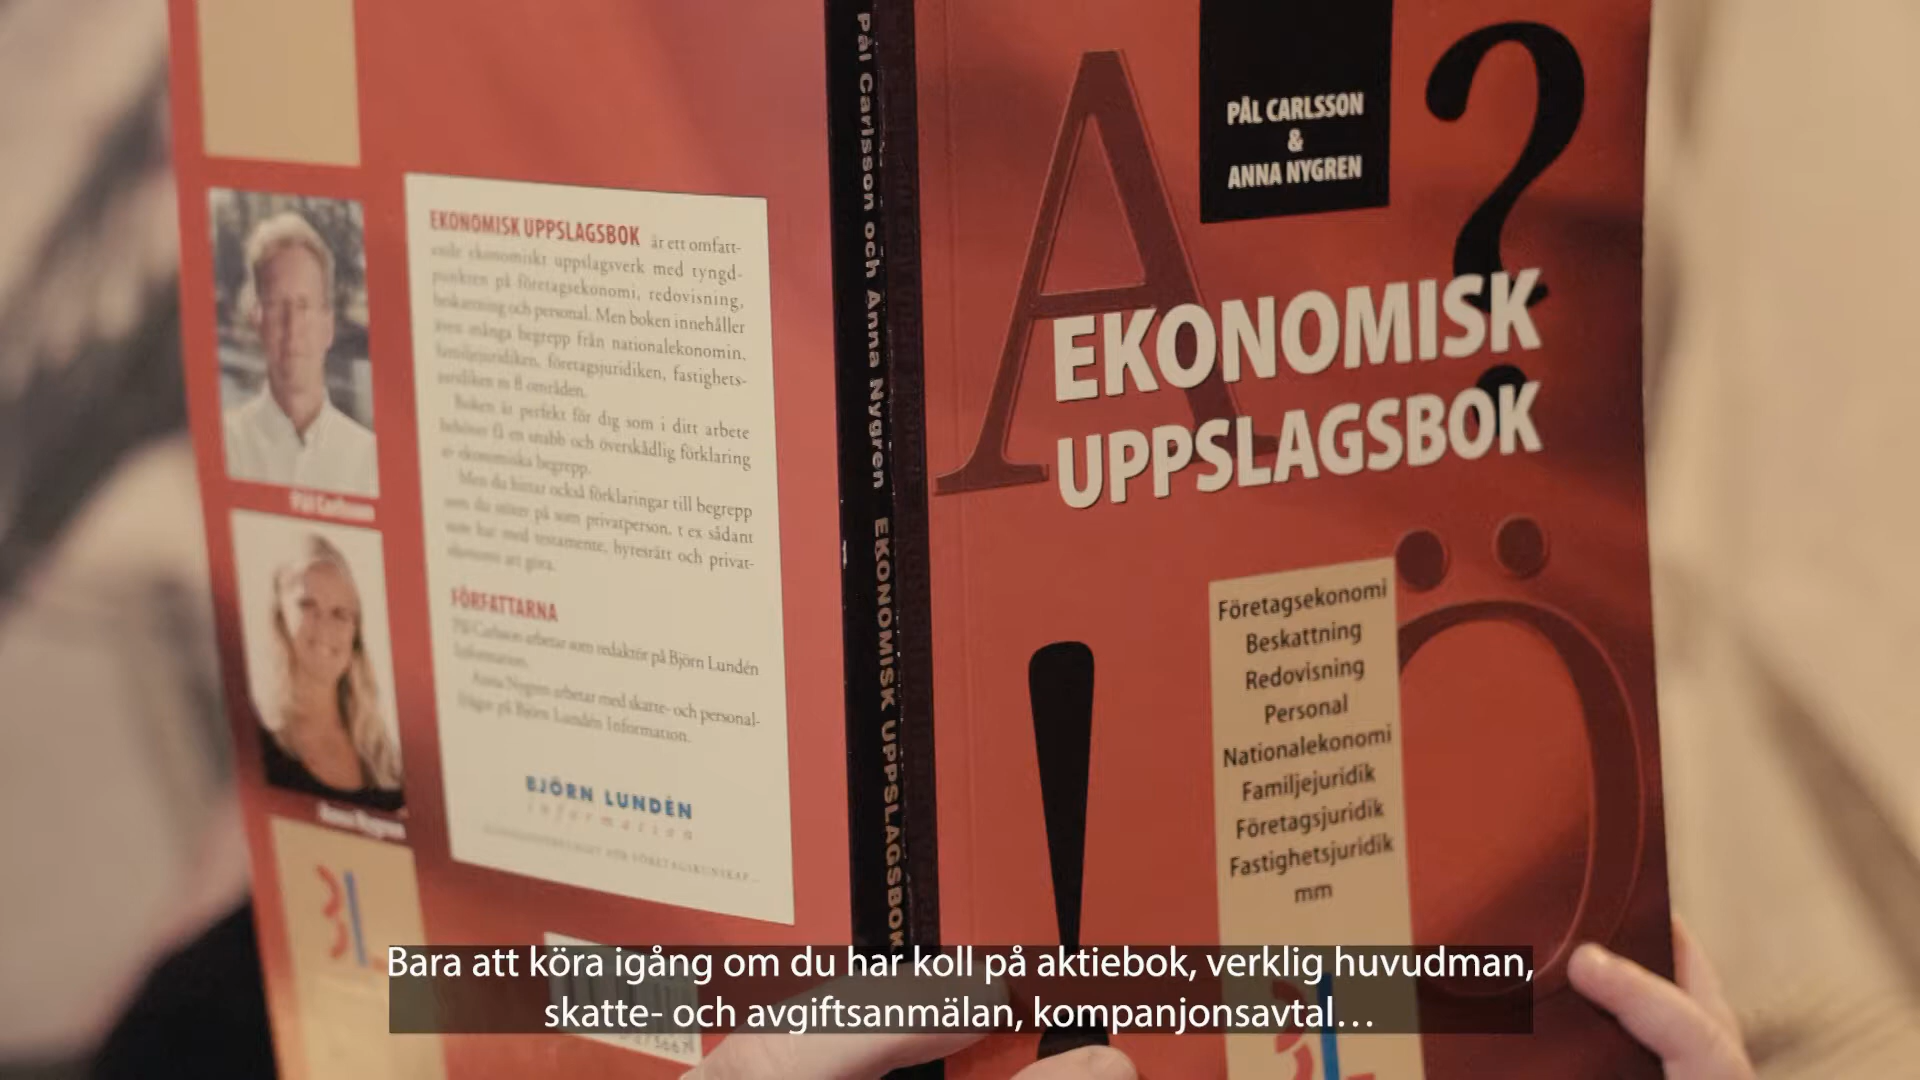 EKONOMISK UPPSLAGSBOK är ett omfatt-
ande ekonomiskt uppslagsverk med tyngd-
punkten på företagsekonomi, redovisning,
beskattning och personal. Men boken innehåller
även många begrepp från nationalekonomin,
familjejuridiken, företagsjuridiken, fastighets-
juridiken m fl områden.
Boken är perfekt för dig som i ditt arbete
behöver få en snabb och överskådlig förklaring
av ekonomiska begrepp.
Men du hittar också förklaringar till begrepp
som du stöter på som privatperson, t ex sådant
som har med testamente, hyresrätt och privat-
ekonomi att göra.
FÖRFATTARNA
Pål Carlsson arbetar som redaktör på Björn Lundén
Information.
Anna Nygren arbetar med skatte- och personal-
frågor på Björn Lundén Information.
BJÖRN LUNDÉN
information
Pål Carlsson
Anna Nygren
BL
Pål Carlsson och Anna Nygren EKONOMISK UPPSLAGSBOK
PÅL CARLSSON
&
ANNA NYGREN
A ?
EKONOMISK
UPPSLAGSBOK
! Ö
Företagsekonomi
Beskattning
Redovisning
Personal
Nationalekonomi
Familjejuridik
Företagsjuridik
Fastighetsjuridik
mm
Bara att köra igång om du har koll på aktiebok, verklig huvudman,
skatte- och avgiftsanmälan, kompanjonsavtal…